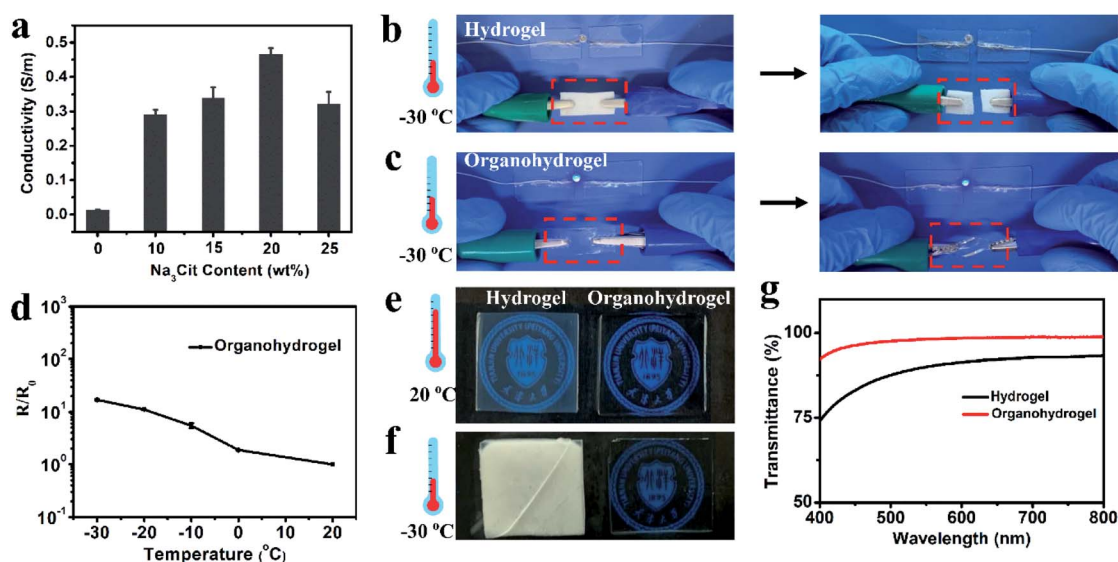 a
Conductivity (S/m)
0.5
0.4
0.3
0.2
0.1
0.0
0 10 15 20 25
Na₃Cit Content (wt%)
b
Hydrogel
-30 °C
c
Organohydrogel
-30 °C
d
R/R₀
10³
10²
10¹
10⁰
10⁻¹
Organohydrogel
-30 -20 -10 0 10 20
Temperature (°C)
e
Hydrogel Organohydrogel
20 °C
f
-30 °C
g
Transmittance (%)
100
75
50
Hydrogel
Organohydrogel
400 500 600 700 800
Wavelength (nm)